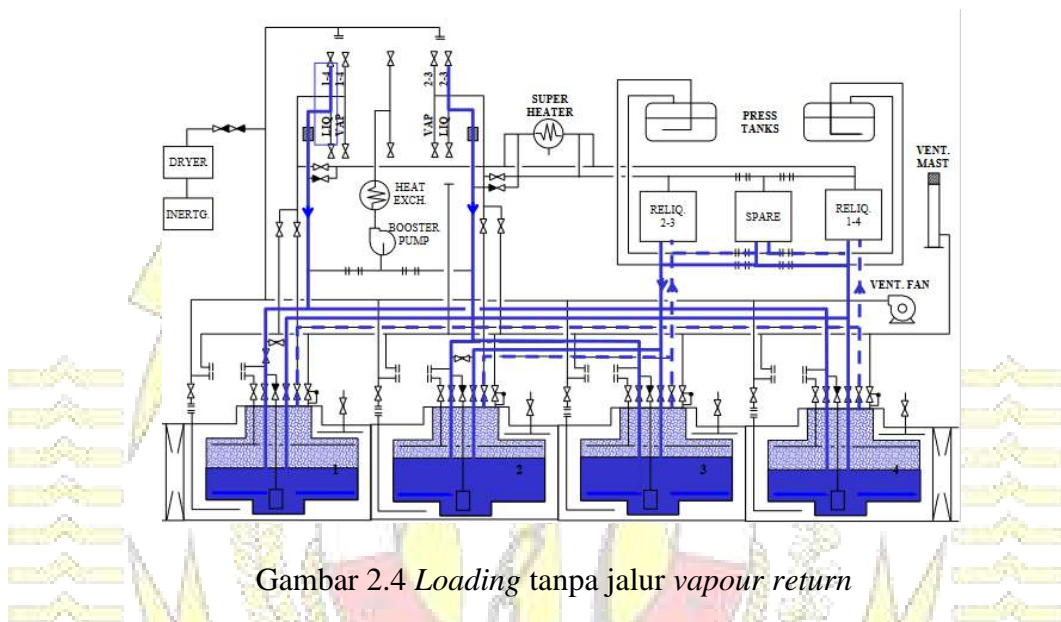 1-4
1-4
LIQ
VAP
2-3
2-3
VAP
LIQ
SUPER
HEATER
PRESS
TANKS
VENT.
MAST
DRYER
INERTG.
HEAT
EXCH.
BOOSTER
PUMP
RELIQ.
2-3
SPARE
RELIQ.
1-4
VENT. FAN
1
2
3
4
Gambar 2.4 Loading tanpa jalur vapour return